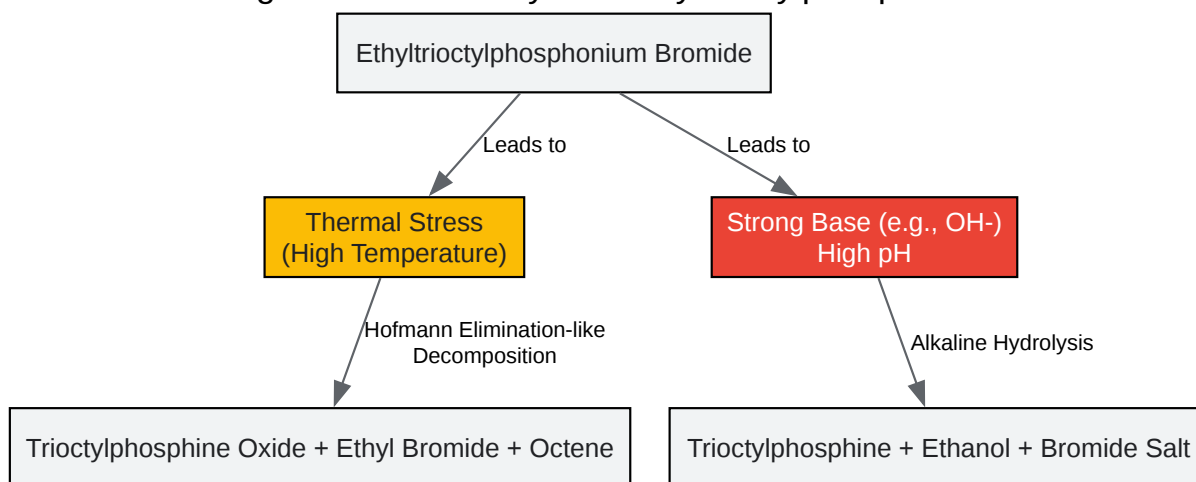 Ethyltrioctylphosphonium Bromide
Leads to
Leads to
Thermal Stress
(High Temperature)
Strong Base (e.g., OH-)
High pH
Hofmann Elimination-like
Decomposition
Alkaline Hydrolysis
Trioctylphosphine Oxide + Ethyl Bromide + Octene
Trioctylphosphine + Ethanol + Bromide Salt